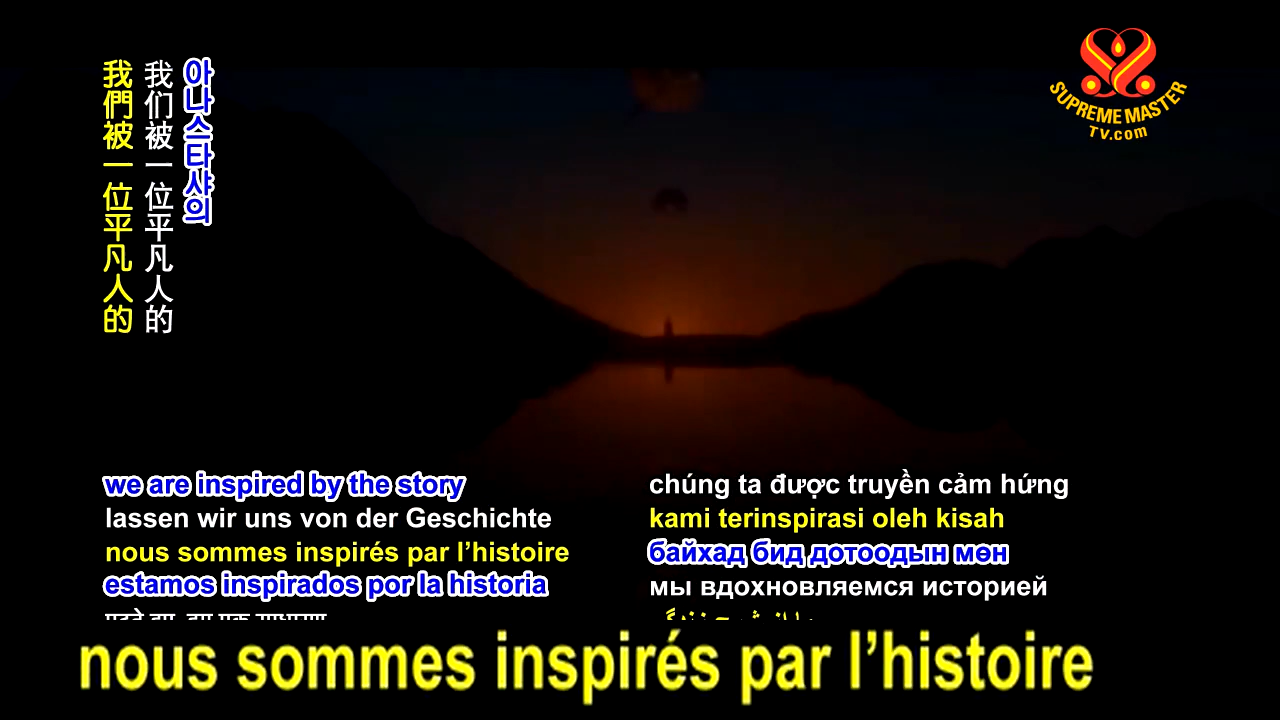 아나스타샤의
我们被一位平凡人的
我們被一位平凡人的
SUPREME MASTER
TV.com
we are inspired by the story
lassen wir uns von der Geschichte
nous sommes inspirés par l’histoire
estamos inspirados por la historia
chúng ta được truyền cảm hứng
kami terinspirasi oleh kisah
байхад бид дотоодын мөн
мы вдохновляемся историей
nous sommes inspirés par l’histoire